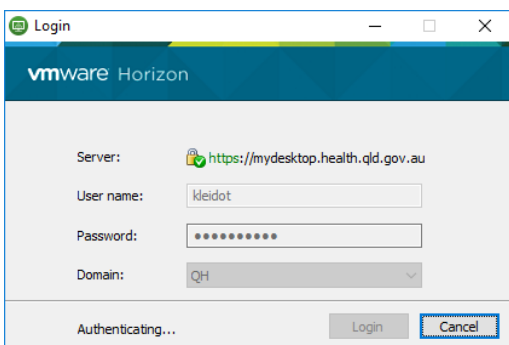 Login
vmware Horizon
Server: https://mydesktop.health.qld.gov.au
User name: kleidot
Password: ●●●●●●●●●●
Domain: QH
Authenticating... Login Cancel